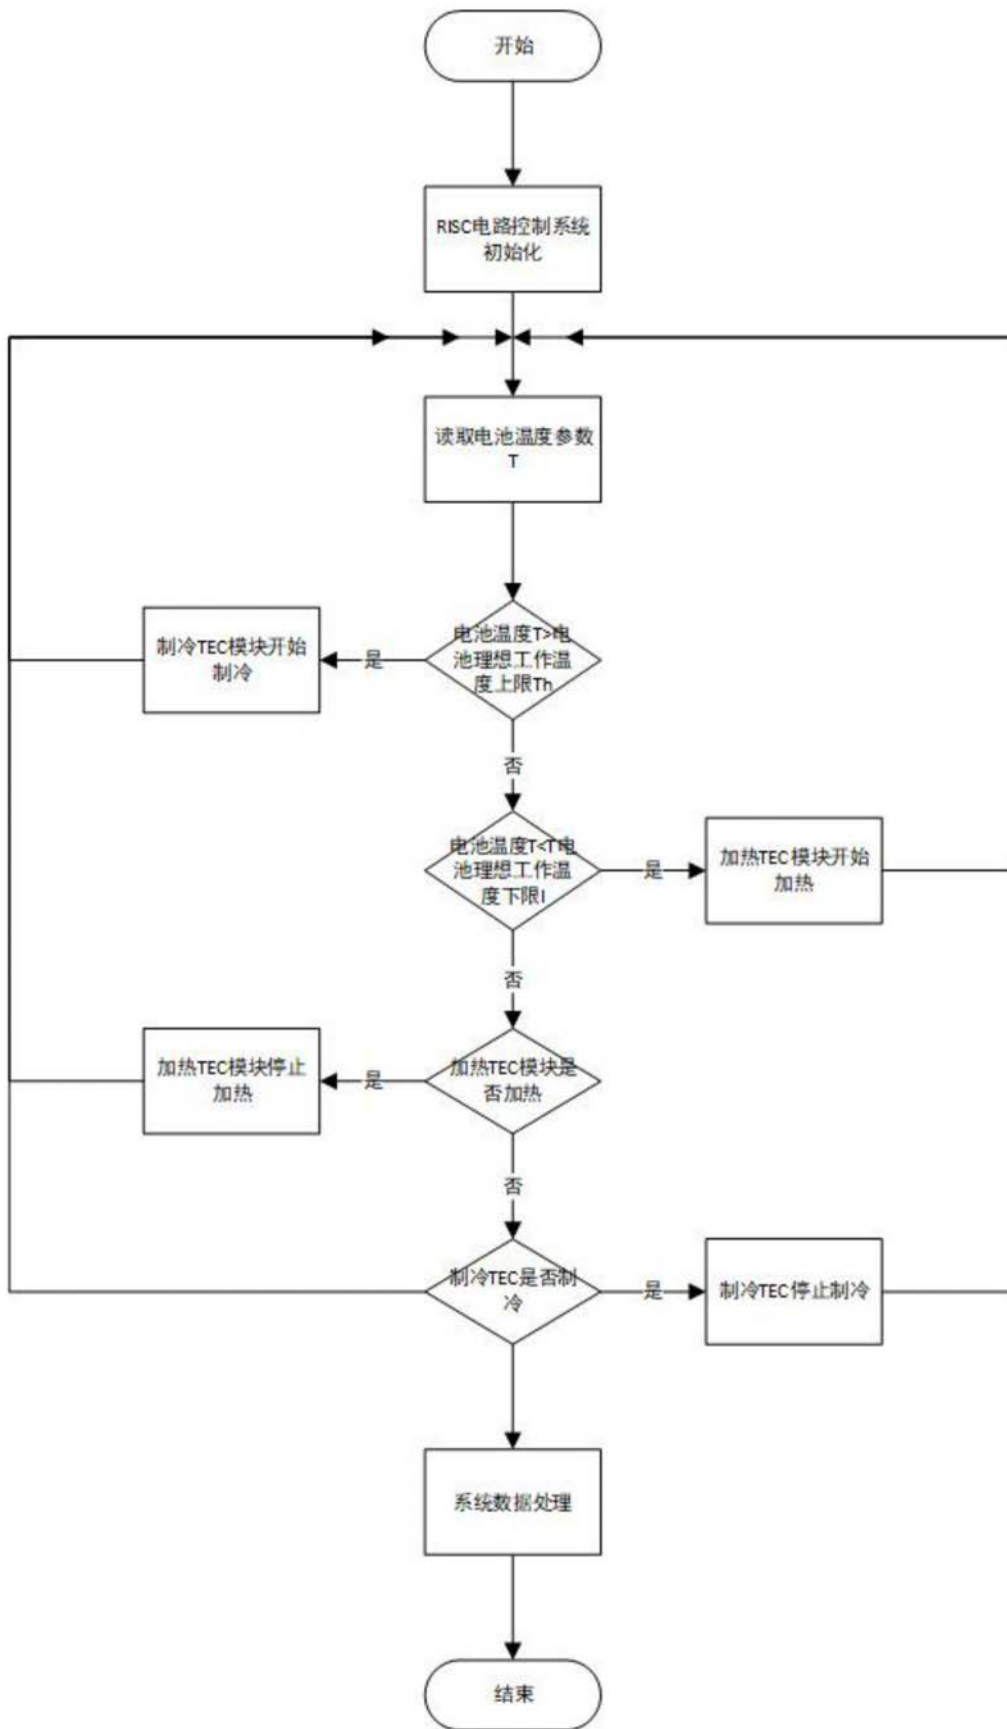 开始
RISC电路控制系统
初始化
读取电池温度参数
T
电池温度T>电
池理想工作温
度上限Th
是
制冷TEC模块开始
制冷
否
电池温度T<T电
池理想工作温
度下限l
是
加热TEC模块开始
加热
否
加热TEC模块是
否加热
是
加热TEC模块停止
加热
否
制冷TEC是否制
冷
是
制冷TEC停止制冷
系统数据处理
结束